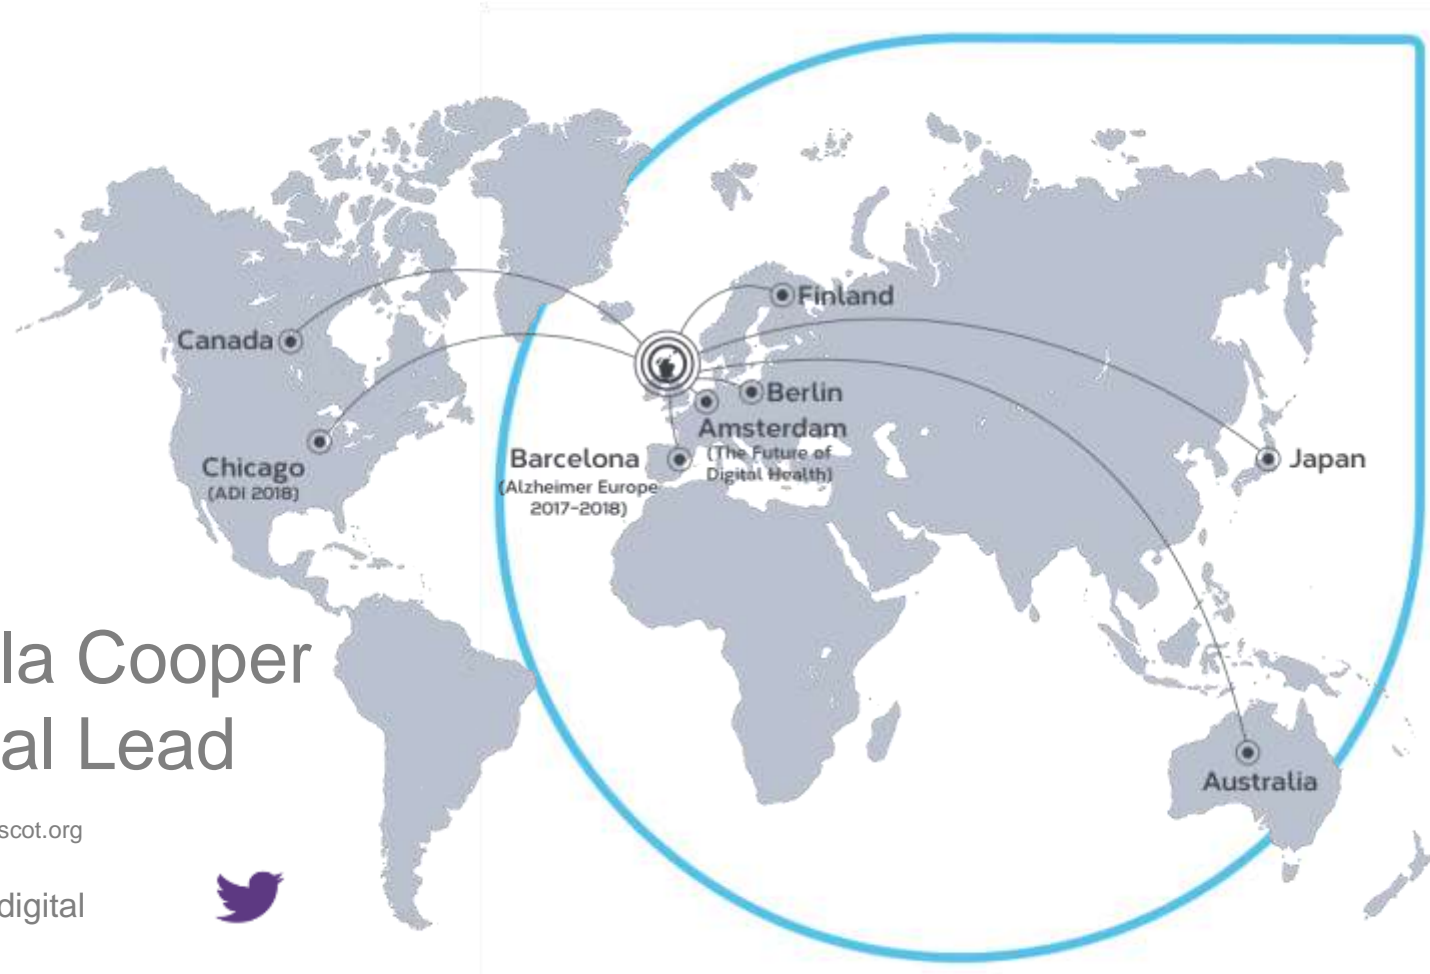 Finland
Canada
Berlin
Amsterdam
(The Future of
Digital Health)
Barcelona
(Alzheimer Europe
2017-2018)
Chicago
(ADI 2018)
Japan
Australia
la Cooper
al Lead
scot.org
digital